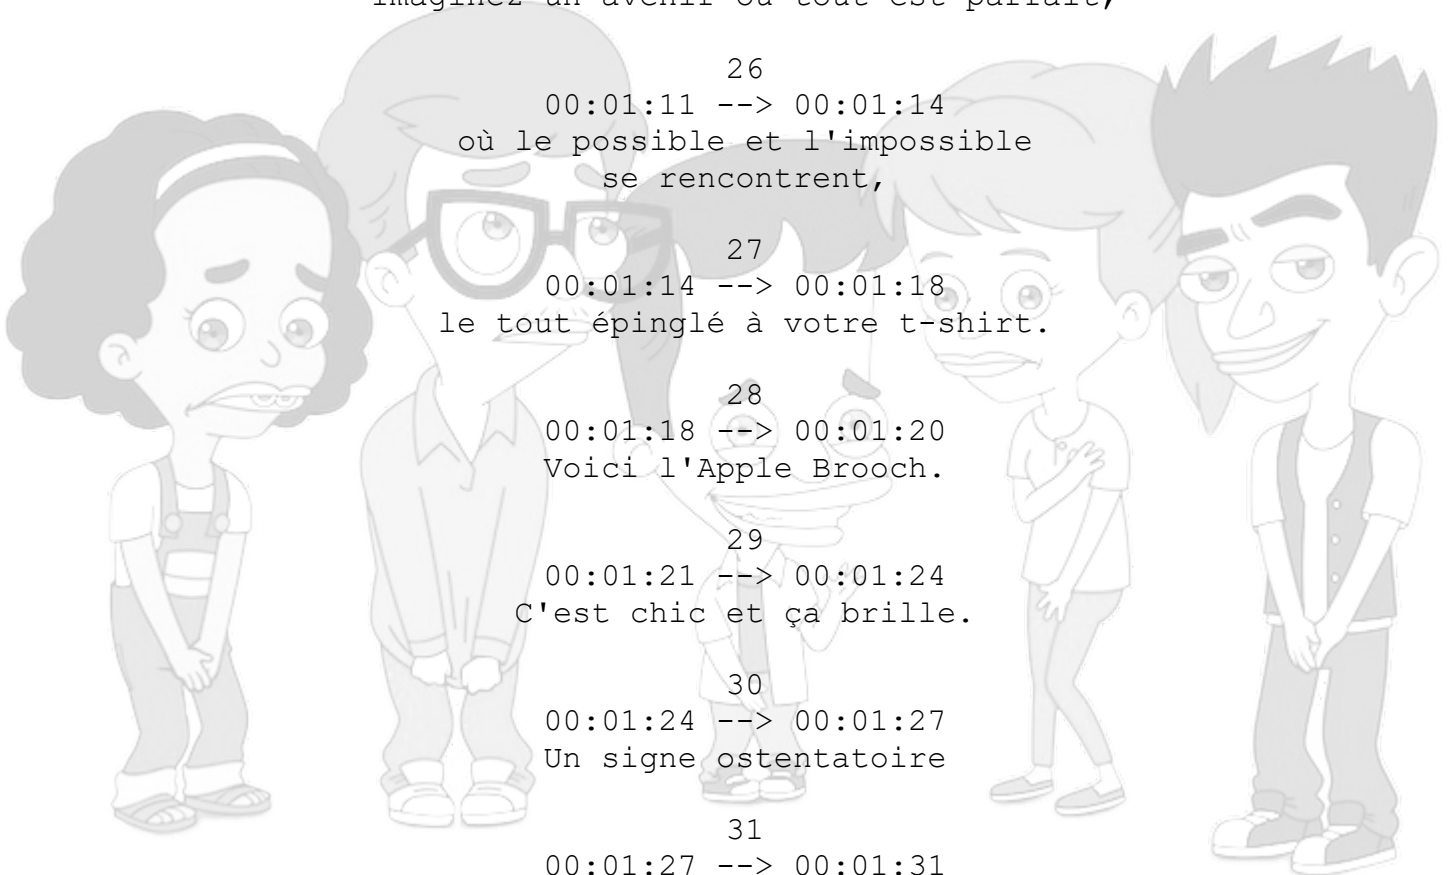 imaginez un avenir où tout est parfait,
26
00:01:11 --> 00:01:14
où le possible et l'impossible
se rencontrent,
27
00:01:14 --> 00:01:18
le tout épinglé à votre t-shirt.
28
00:01:18 --> 00:01:20
Voici l'Apple Brooch.
29
00:01:21 --> 00:01:24
C'est chic et ça brille.
30
00:01:24 --> 00:01:27
Un signe ostentatoire
31
00:01:27 --> 00:01:31